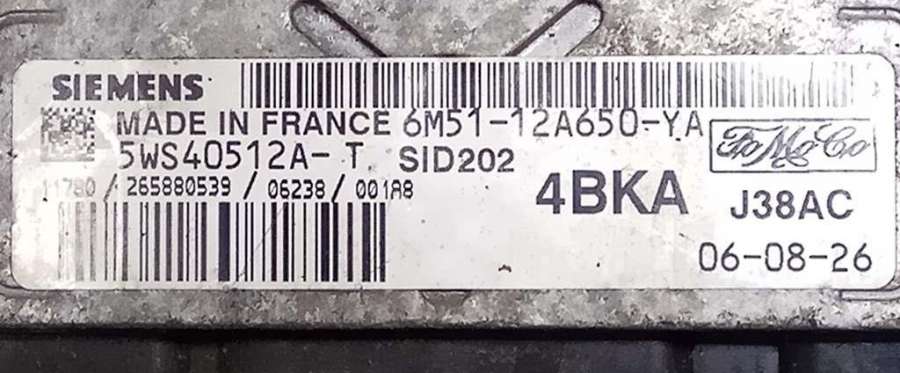 SIEMENS
MADE IN FRANCE 6M51-12A650-YA
5WS40512A-T SID202
FoMoCo
11780 / 265880539 / 06238 / 001A8
4BKA J38AC
06-08-26